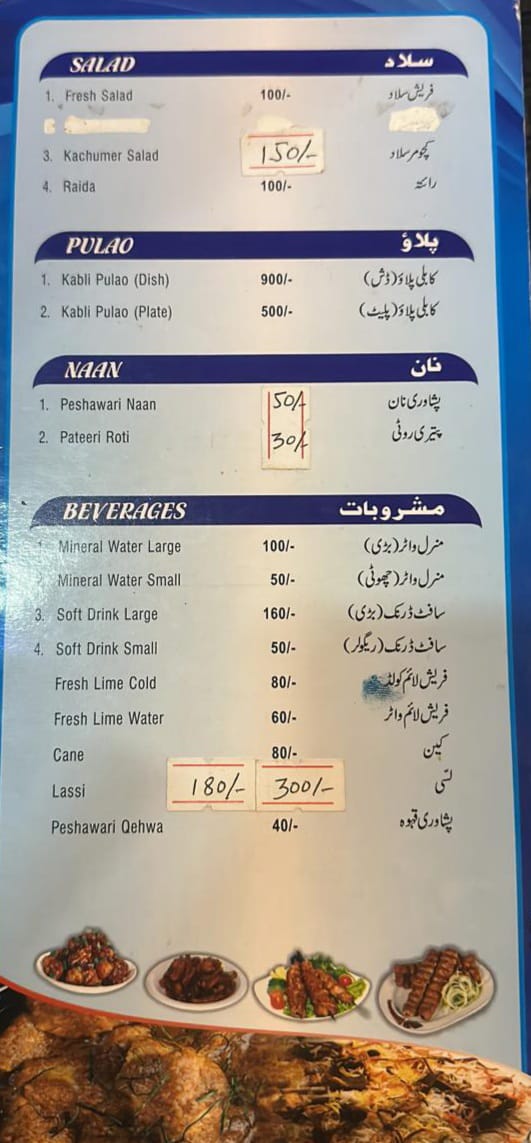 SALAD سلاد
1. Fresh Salad 100/- فریش سلاد
3. Kachumer Salad 150/- کچومر سلاد
4. Raida 100/- رائتہ
PULAO پلاؤ
1. Kabli Pulao (Dish) 900/- کابلی پلاؤ (ڈش)
2. Kabli Pulao (Plate) 500/- کابلی پلاؤ (پلیٹ)
NAAN نان
1. Peshawari Naan 50/- پشاوری نان
2. Pateeri Roti 30/- پتیری روٹی
BEVERAGES مشروبات
1. Mineral Water Large 100/- منرل واٹر (بڑی)
2. Mineral Water Small 50/- منرل واٹر (چھوٹی)
3. Soft Drink Large 160/- سافٹ ڈرنک (بڑی)
4. Soft Drink Small 50/- سافٹ ڈرنک (ریگولر)
Fresh Lime Cold 80/- فریش لائم کولڈ
Fresh Lime Water 60/- فریش لائم واٹر
Cane 80/- کین
Lassi 180/- 300/- لسّی
Peshawari Qehwa 40/- پشاوری قہوہ